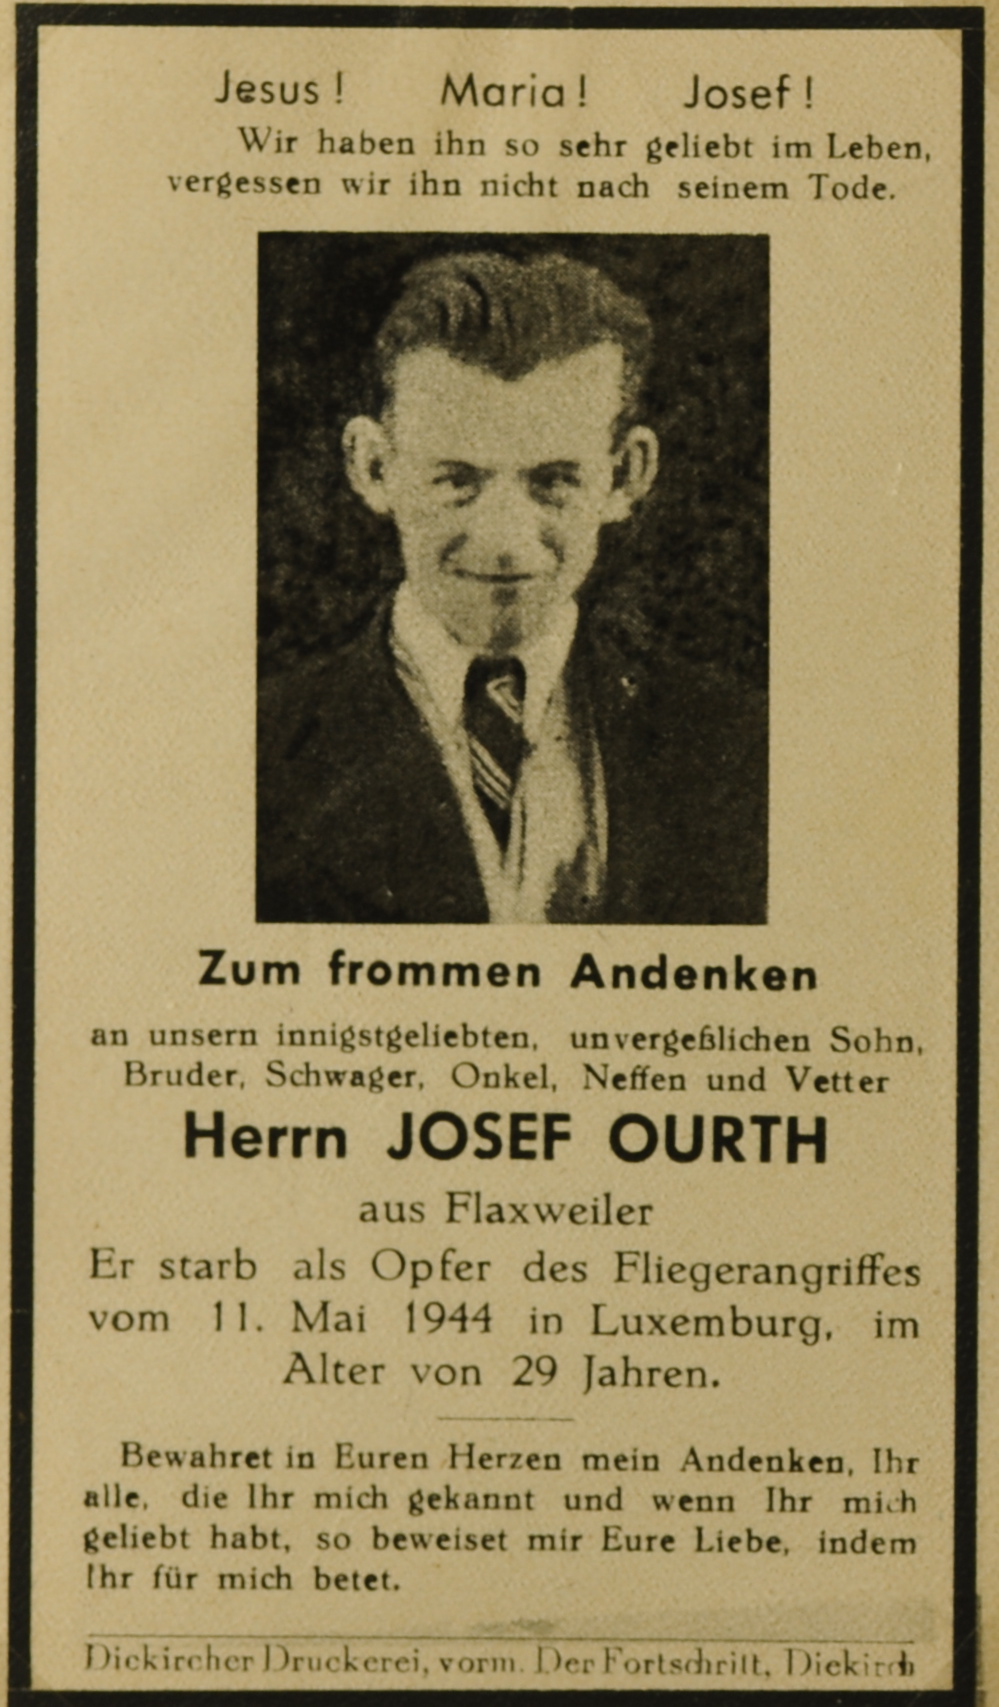 Jesus! Maria! Josef!
Wir haben ihn so sehr geliebt im Leben,
vergessen wir ihn nicht nach seinem Tode.
Zum frommen Andenken
an unsern innigstgeliebten, unvergeßlichen Sohn,
Bruder, Schwager, Onkel, Neffen und Vetter
Herrn JOSEF OURTH
aus Flaxweiler
Er starb als Opfer des Fliegerangriffes
vom 11. Mai 1944 in Luxemburg, im
Alter von 29 Jahren.
Bewahret in Euren Herzen mein Andenken, Ihr
alle, die Ihr mich gekannt und wenn Ihr mich
geliebt habt, so beweiset mir Eure Liebe, indem
Ihr für mich betet.
Diekircher Druckerei, vorm. Der Fortschritt, Diekirch